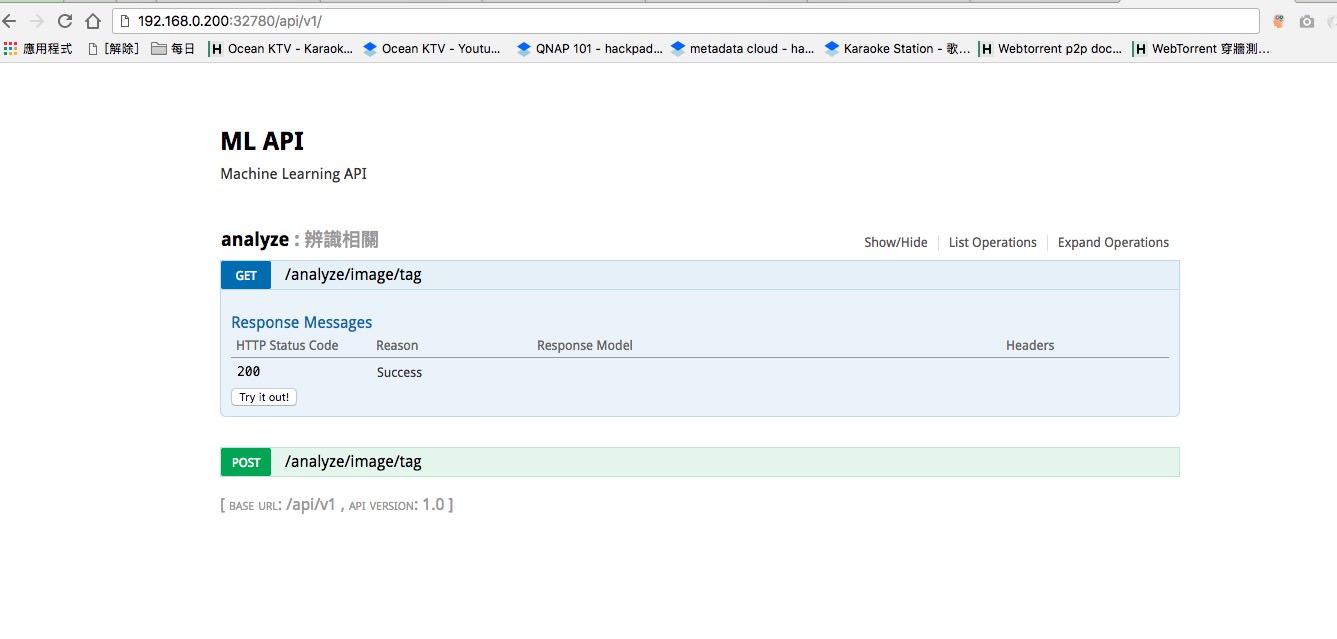 192.168.0.200:32780/api/v1/
應用程式 [解除] 每日 H Ocean KTV - Karaok... Ocean KTV - Youtu... QNAP 101 - hackpad... metadata cloud - ha... Karaoke Station - 歌... H Webtorrent p2p doc... H WebTorrent 穿牆測...
ML API
Machine Learning API
analyze : 辨識相關 Show/Hide List Operations Expand Operations
GET /analyze/image/tag
Response Messages
HTTP Status Code Reason Response Model Headers
200 Success
Try it out!
POST /analyze/image/tag
[ BASE URL: /api/v1 , API VERSION: 1.0 ]